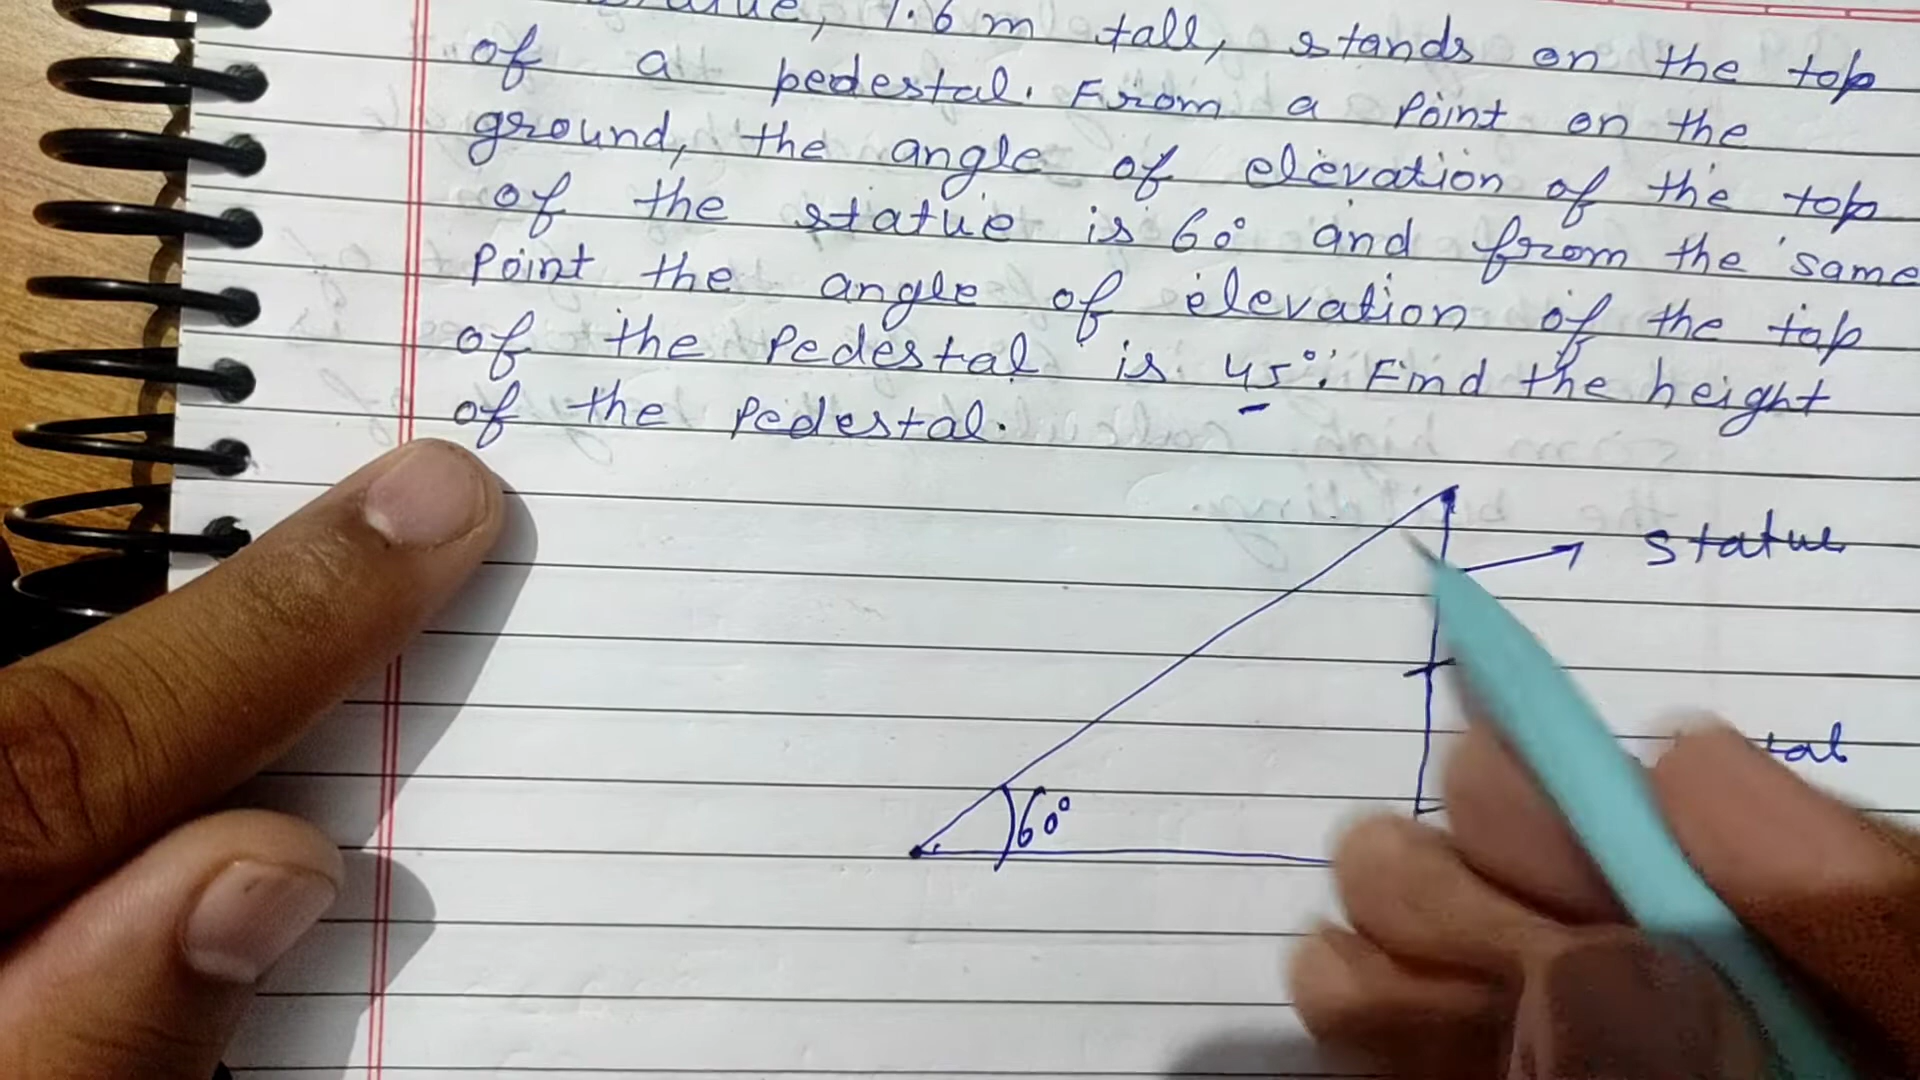 1.6 m tall, stands on the top
of a pedestal. From a Point on the
ground, the angle of elevation of the top
of the statue is 60° and from the same
Point the angle of elevation of the top
of the Pedestal is 45°. Find the height
of the Pedestal.
statue
60°